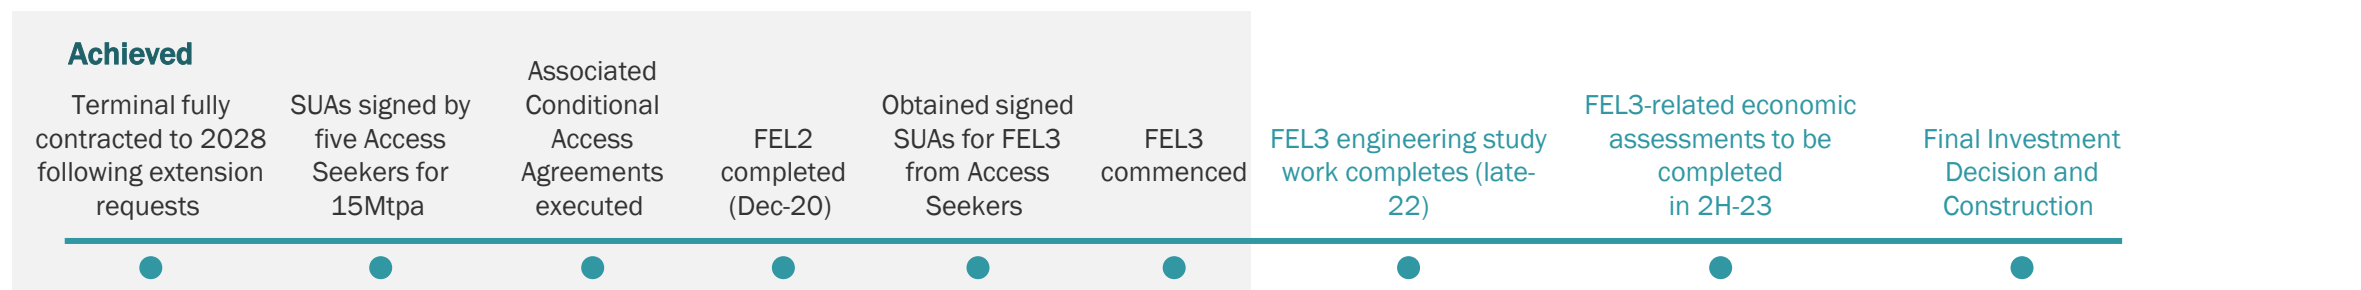 Achieved
Terminal fully
contracted to 2028
following extension
requests
SUAs signed by
five Access
Seekers for
15Mtpa
Associated
Conditional
Access
Agreements
executed
FEL2
completed
(Dec-20)
Obtained signed
SUAs for FEL3
from Access
Seekers
FEL3
commenced
FEL3 engineering study
work completes (late-
22)
FEL3-related economic
assessments to be
completed
in 2H-23
Final Investment
Decision and
Construction